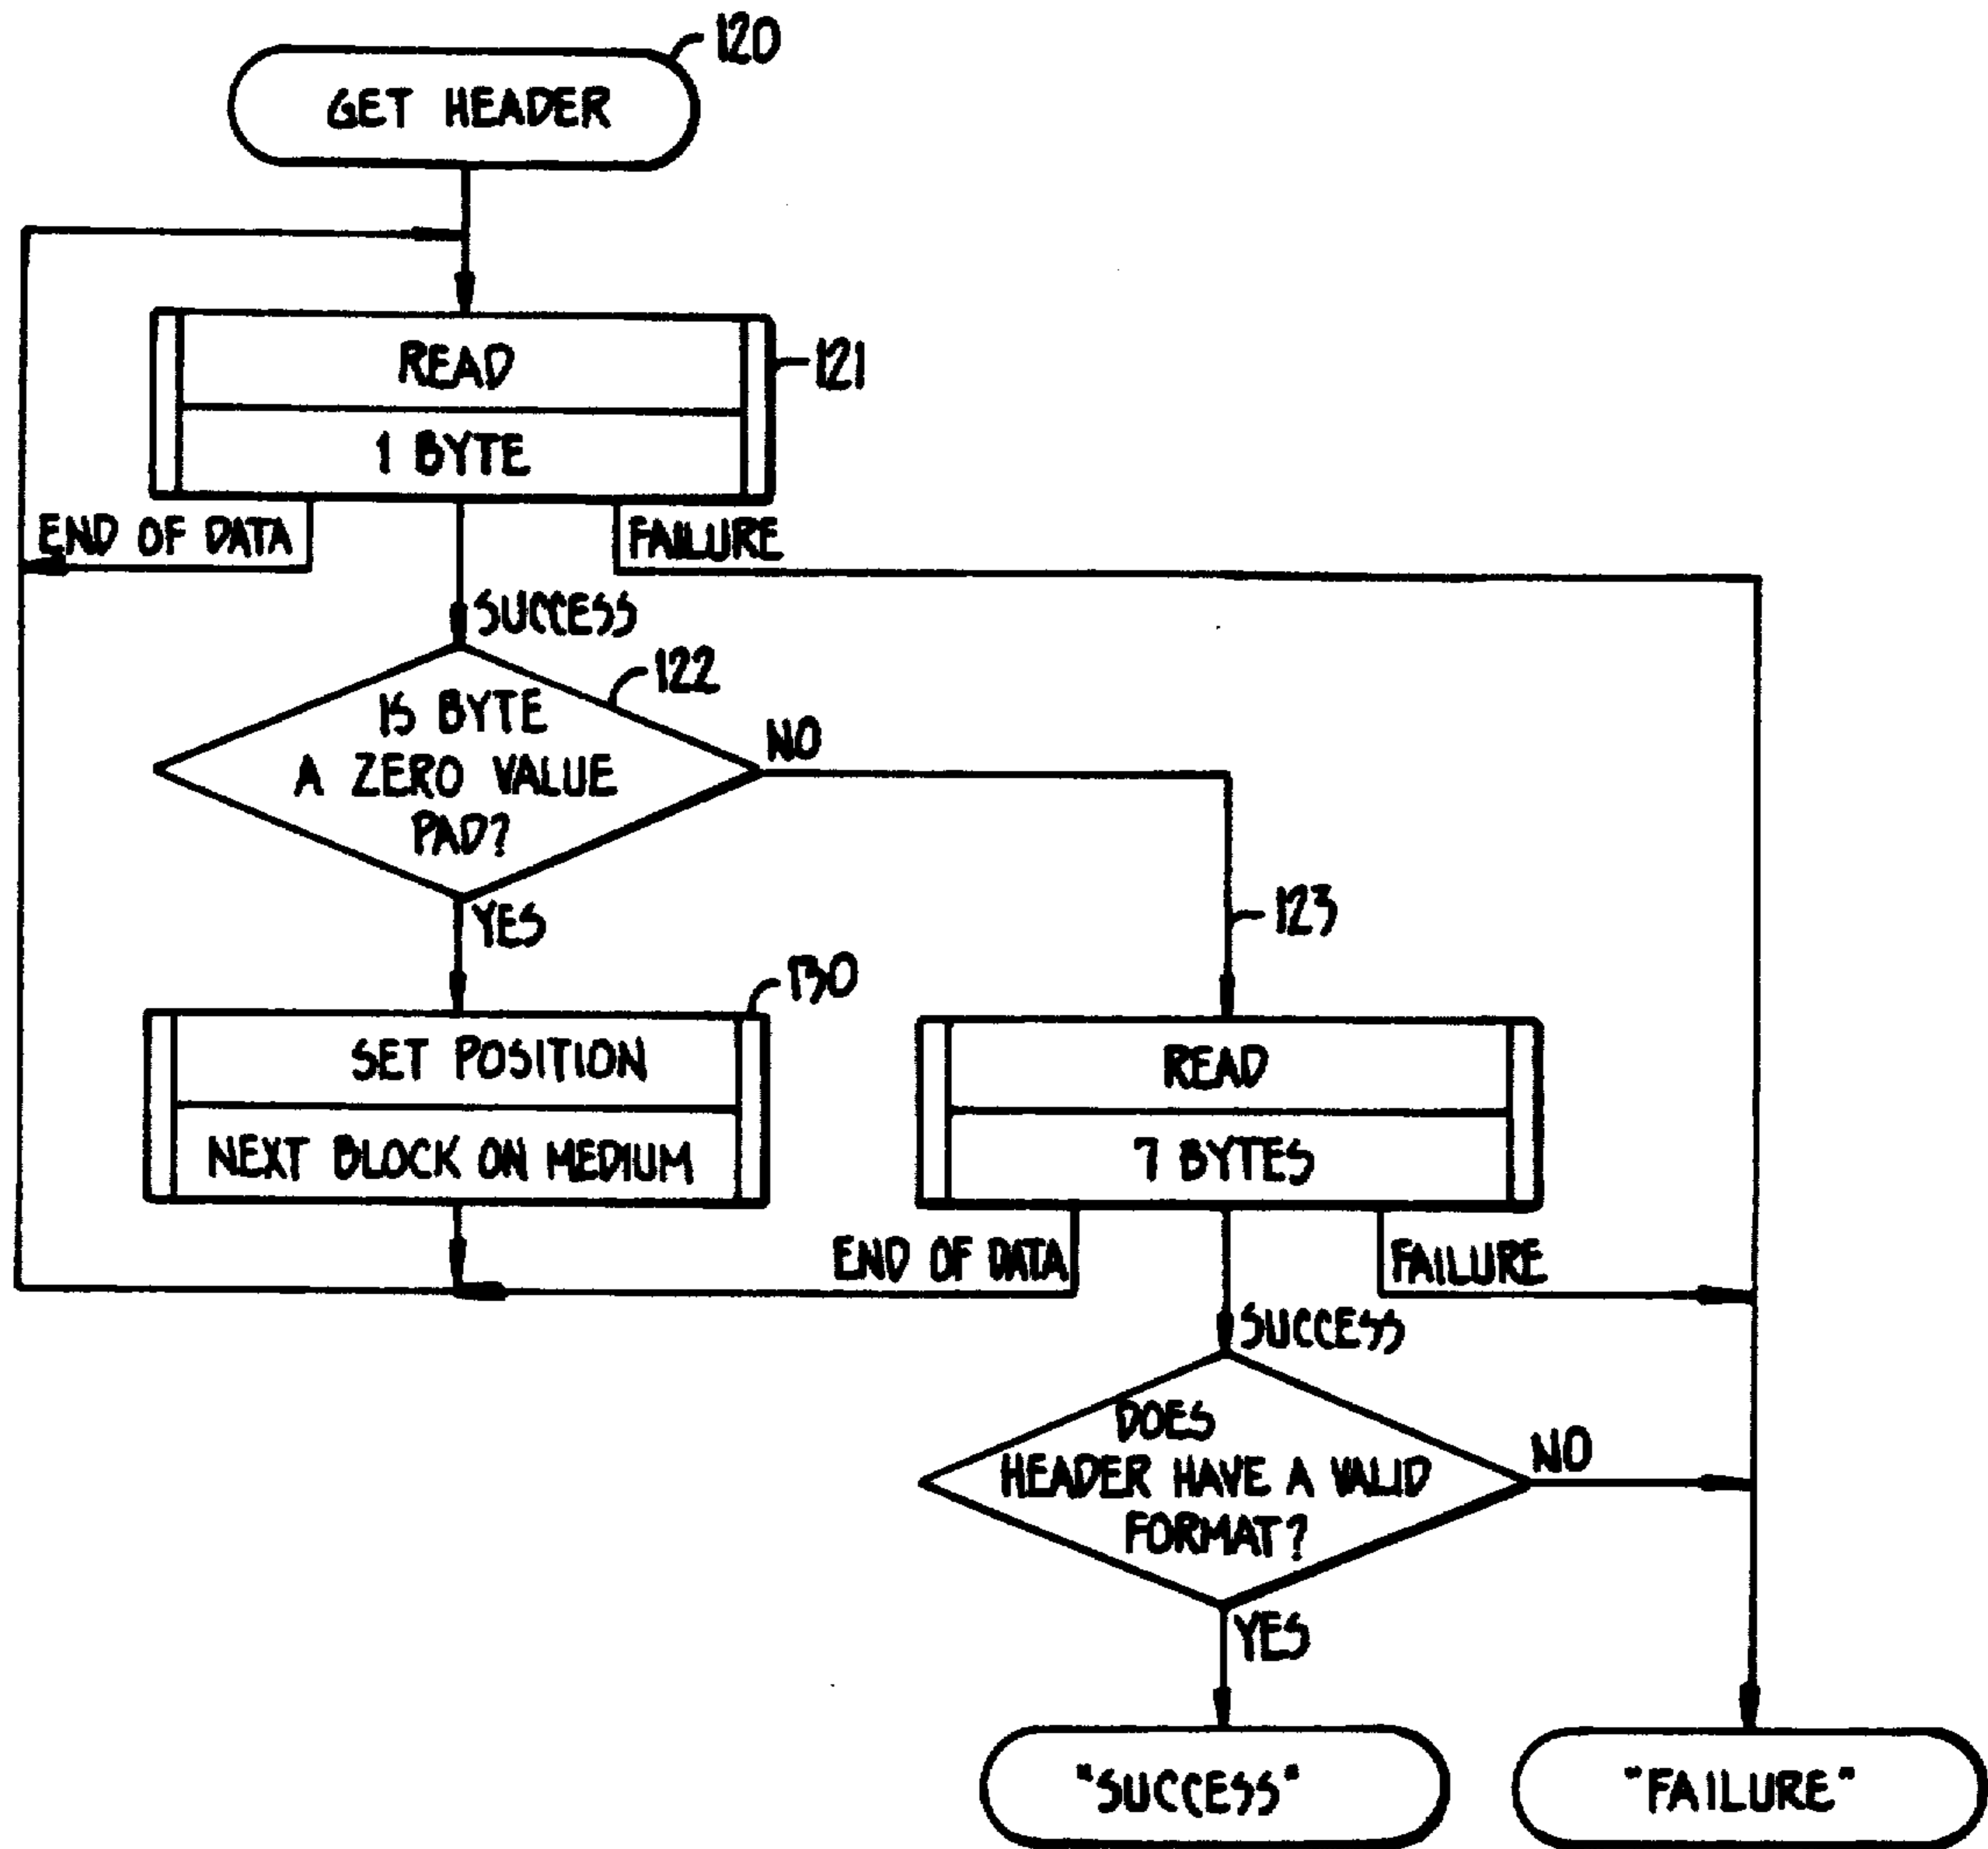 120
GET HEADER
READ
121
1 BYTE
END OF DATA
FAILURE
SUCCESS
122
IS BYTE
A ZERO VALUE
PAD?
NO
YES
123
130
SET POSITION
NEXT BLOCK ON MEDIUM
READ
7 BYTES
END OF DATA
FAILURE
SUCCESS
DOES
HEADER HAVE A VALID
FORMAT?
NO
YES
"SUCCESS"
"FAILURE"